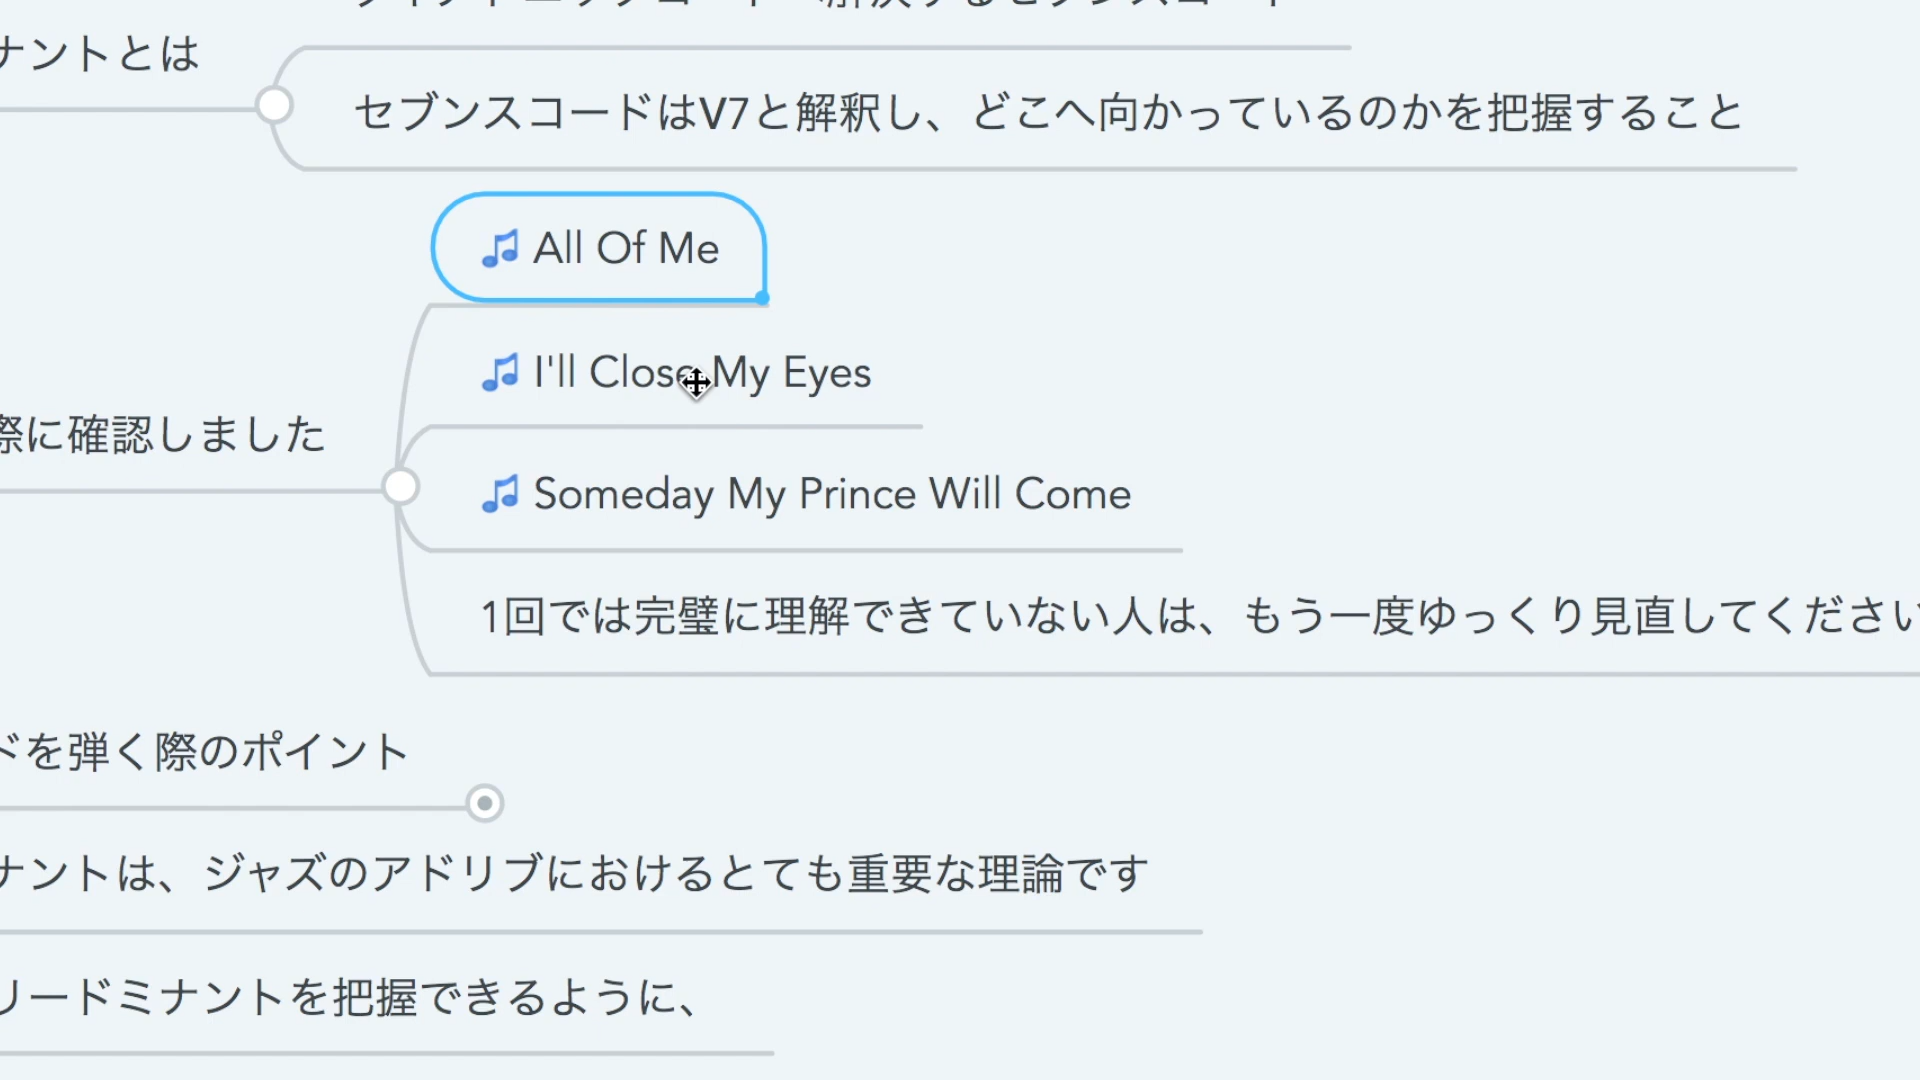 ナントとは
セブンスコードはV7と解釈し、どこへ向かっているのかを把握すること
All Of Me
I'll Close My Eyes
際に確認しました
Someday My Prince Will Come
1回では完璧に理解できていない人は、もう一度ゆっくり見直してください
ドを弾く際のポイント
ナントは、ジャズのアドリブにおけるとても重要な理論です
リードミナントを把握できるように、